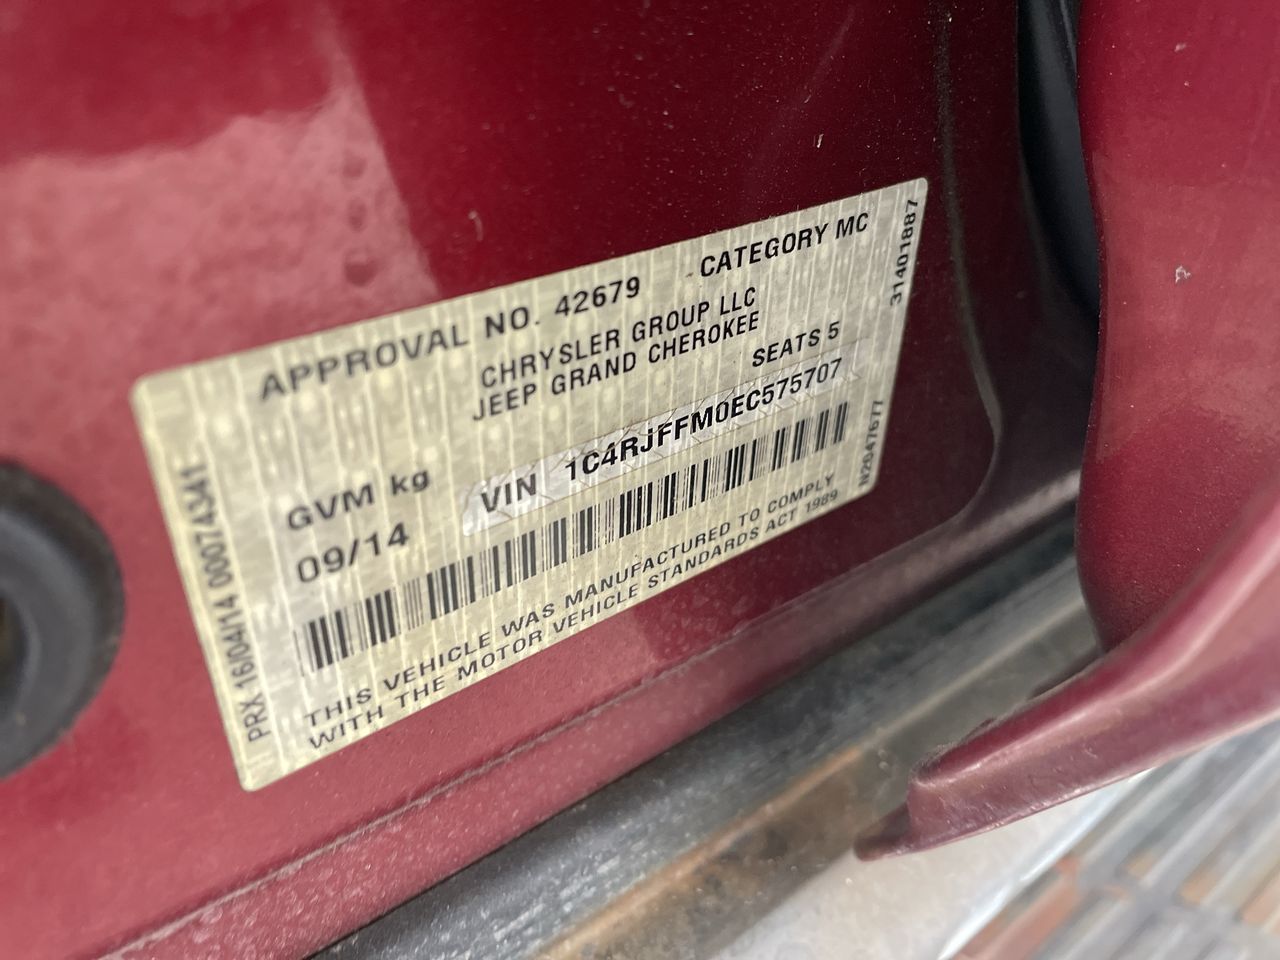 APPROVAL NO. 42679 CATEGORY MC
CHRYSLER GROUP LLC
JEEP GRAND CHEROKEE
SEATS 5
GVM kg
09/14
VIN 1C4RJFFM0EC575707
THIS VEHICLE WAS MANUFACTURED TO COMPLY
WITH THE MOTOR VEHICLE STANDARDS ACT 1989
PRX 16/04/14 00074341
31401887
N2047677